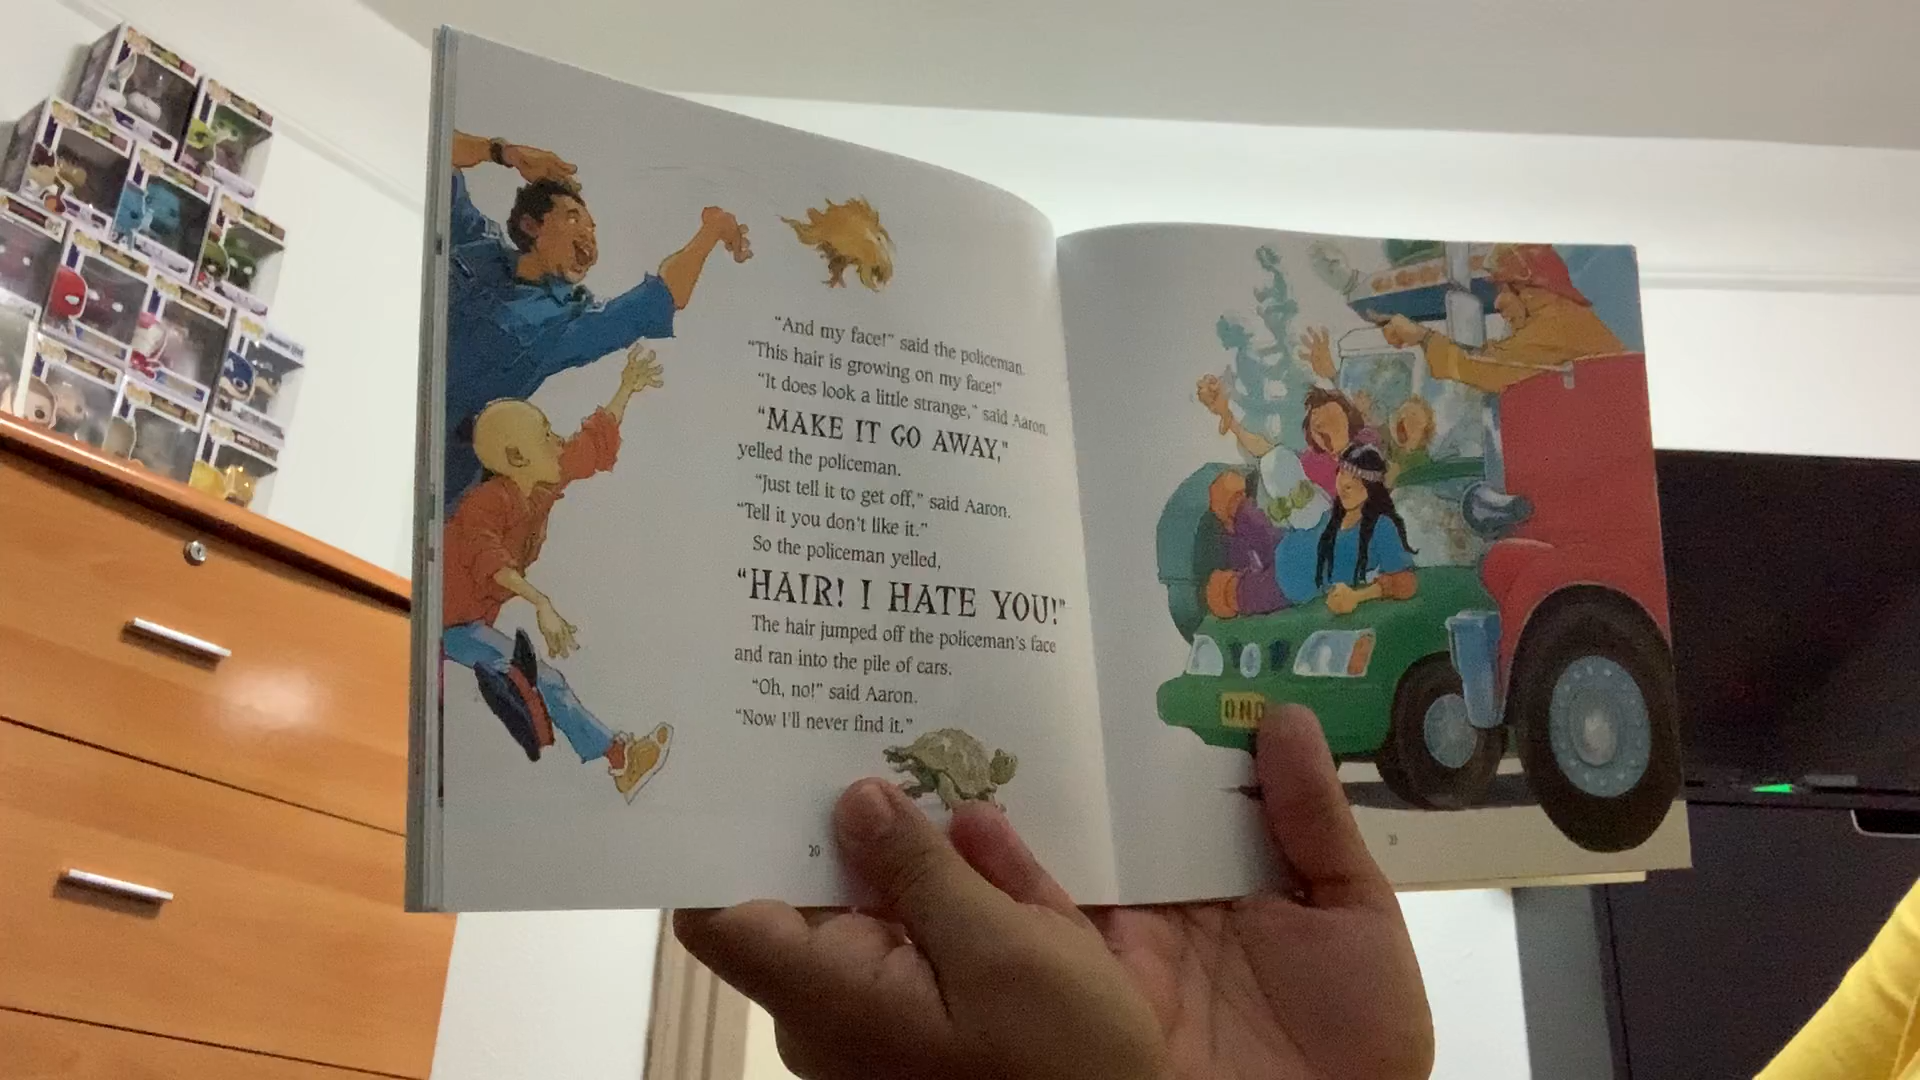 "And my face!" said the policeman.
"This hair is growing on my face!"
"It does look a little strange," said Aaron.
"MAKE IT GO AWAY,"
yelled the policeman.
"Just tell it to get off," said Aaron.
"Tell it you don't like it."
So the policeman yelled,
"HAIR! I HATE YOU!"
The hair jumped off the policeman's face
and ran into the pile of cars.
"Oh, no!" said Aaron.
"Now I'll never find it."
20